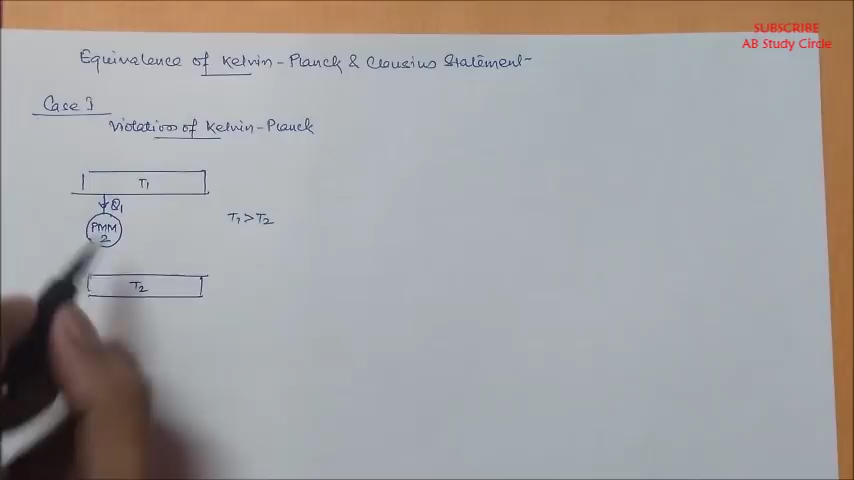 SUBSCRIBE
AB Study Circle
Equivalence of Kelvin-Planck & Clausius Statement-
Case I
Violation of Kelvin-Planck
T1
Q1
PMM
2
T1 > T2
T2